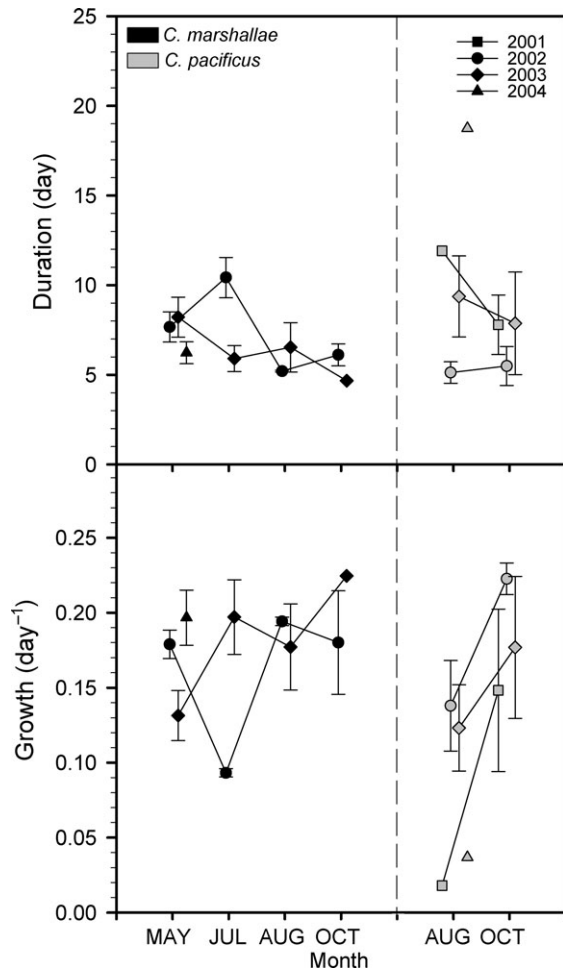 C. marshallae
C. pacificus
2001
2002
2003
2004
25
20
15
10
5
0
Duration (day)
0.25
0.20
0.15
0.10
0.05
0.00
Growth (day⁻¹)
MAY JUL AUG OCT AUG OCT
Month